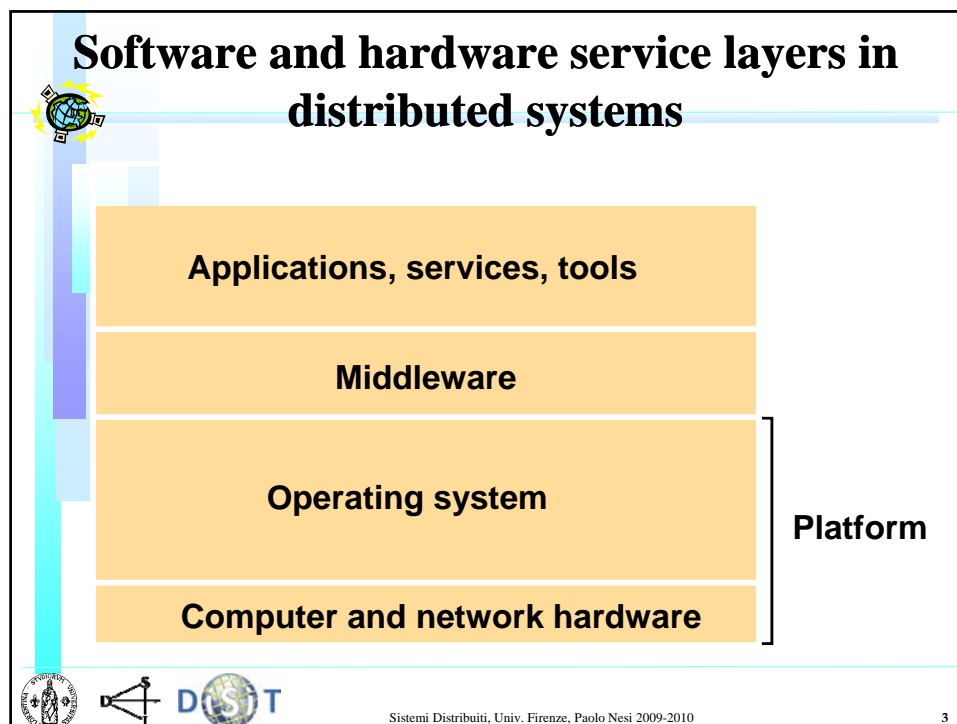 Software and hardware service layers in
distributed systems
Applications, services, tools
Middleware
Operating system
Platform
Computer and network hardware
DISIT
Sistemi Distribuiti, Univ. Firenze, Paolo Nesi 2009-2010
3